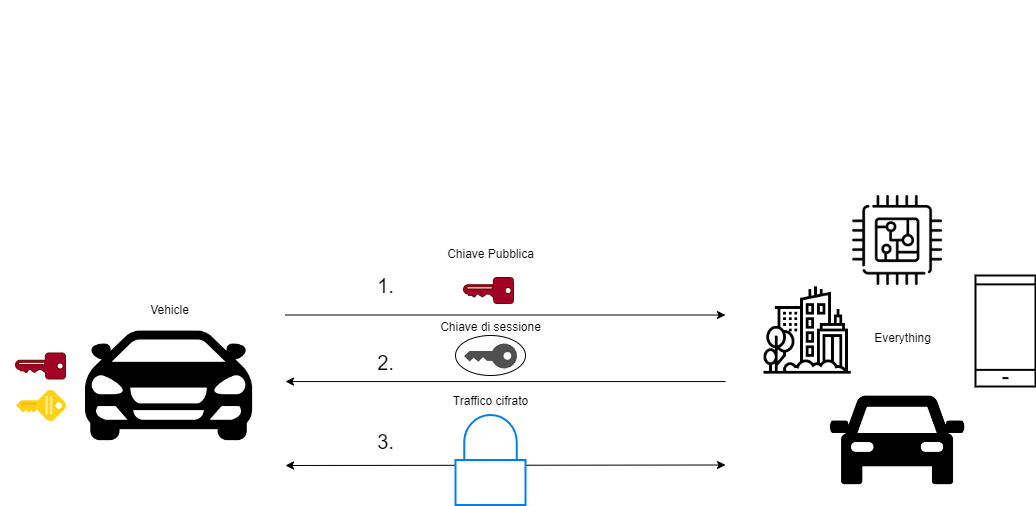 Chiave Pubblica
1.
Vehicle
Chiave di sessione
Everything
2.
Traffico cifrato
3.